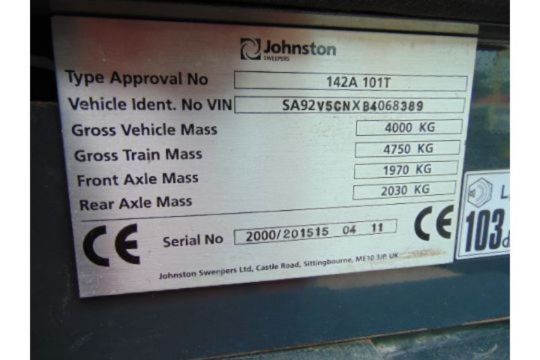 Johnston
SWEEPERS
Type Approval No 142A 101T
Vehicle Ident. No VIN SA92V5CNXB4068389
Gross Vehicle Mass 4000 KG
Gross Train Mass 4750 KG
Front Axle Mass 1970 KG
Rear Axle Mass 2030 KG
CE Serial No 2000/201515 04 11 CE
Johnston Sweepers Ltd, Castle Road, Sittingbourne, ME10 3JP. UK
L
103d